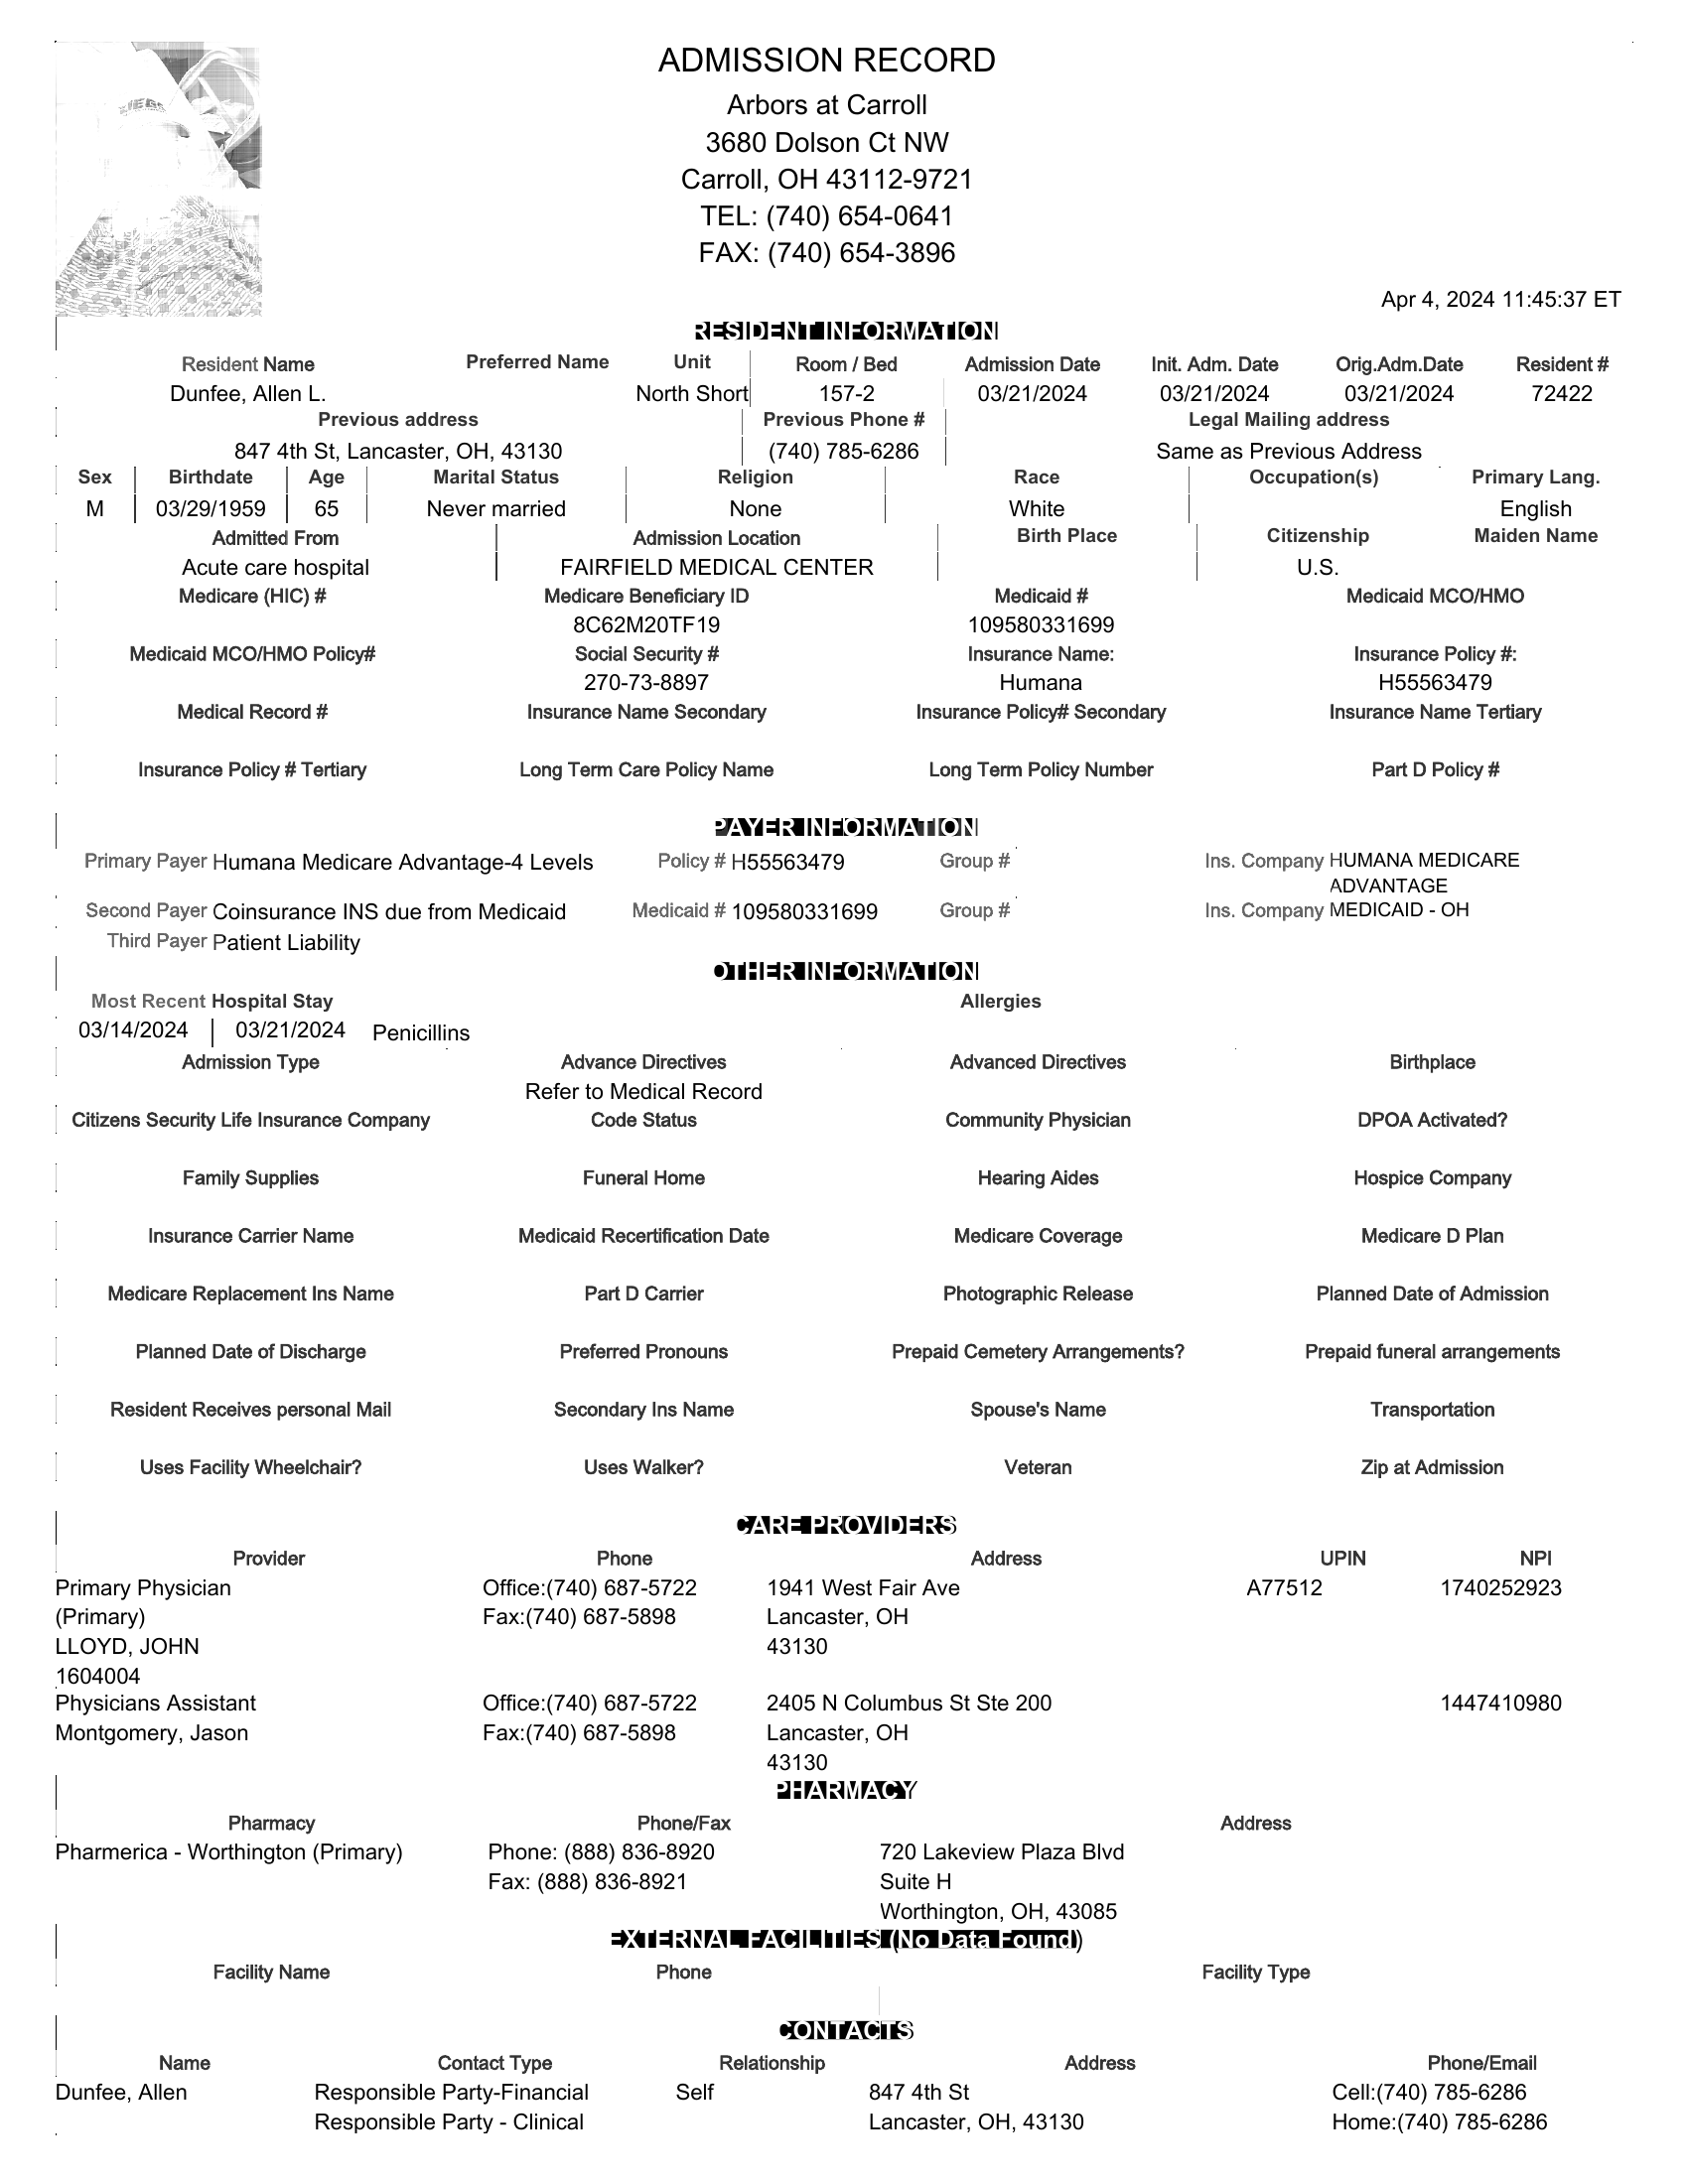 ADMISSION RECORD
Arbors at Carroll
3680 Dolson Ct NW
Carroll, OH 43112-9721
TEL: (740) 654-0641
FAX: (740) 654-3896
Apr 4, 2024 11:45:37 ET
RESIDENT INFORMATION
Resident Name Preferred Name Unit Room / Bed Admission Date Init. Adm. Date Orig.Adm.Date Resident #
Dunfee, Allen L. North Short 157-2 03/21/2024 03/21/2024 03/21/2024 72422
Previous address Previous Phone # Legal Mailing address
847 4th St, Lancaster, OH, 43130 (740) 785-6286 Same as Previous Address
Sex Birthdate Age Marital Status Religion Race Occupation(s) Primary Lang.
M 03/29/1959 65 Never married None White English
Admitted From Admission Location Birth Place Citizenship Maiden Name
Acute care hospital FAIRFIELD MEDICAL CENTER U.S.
Medicare (HIC) # Medicare Beneficiary ID Medicaid # Medicaid MCO/HMO
8C62M20TF19 109580331699
Medicaid MCO/HMO Policy# Social Security # Insurance Name: Insurance Policy #:
270-73-8897 Humana H55563479
Medical Record # Insurance Name Secondary Insurance Policy# Secondary Insurance Name Tertiary
Insurance Policy # Tertiary Long Term Care Policy Name Long Term Policy Number Part D Policy #
PAYER INFORMATION
Primary Payer Humana Medicare Advantage-4 Levels Policy # H55563479 Group # Ins. Company HUMANA MEDICARE
ADVANTAGE
Second Payer Coinsurance INS due from Medicaid Medicaid # 109580331699 Group # Ins. Company MEDICAID - OH
Third Payer Patient Liability
OTHER INFORMATION
Most Recent Hospital Stay Allergies
03/14/2024 03/21/2024 Penicillins
Admission Type Advance Directives Advanced Directives Birthplace
Refer to Medical Record
Citizens Security Life Insurance Company Code Status Community Physician DPOA Activated?
Family Supplies Funeral Home Hearing Aides Hospice Company
Insurance Carrier Name Medicaid Recertification Date Medicare Coverage Medicare D Plan
Medicare Replacement Ins Name Part D Carrier Photographic Release Planned Date of Admission
Planned Date of Discharge Preferred Pronouns Prepaid Cemetery Arrangements? Prepaid funeral arrangements
Resident Receives personal Mail Secondary Ins Name Spouse's Name Transportation
Uses Facility Wheelchair? Uses Walker? Veteran Zip at Admission
CARE PROVIDERS
Provider Phone Address UPIN NPI
Primary Physician Office:(740) 687-5722 1941 West Fair Ave A77512 1740252923
(Primary) Fax:(740) 687-5898 Lancaster, OH
LLOYD, JOHN 43130
1604004
Physicians Assistant Office:(740) 687-5722 2405 N Columbus St Ste 200 1447410980
Montgomery, Jason Fax:(740) 687-5898 Lancaster, OH
43130
PHARMACY
Pharmacy Phone/Fax Address
Pharmerica - Worthington (Primary) Phone: (888) 836-8920 720 Lakeview Plaza Blvd
Fax: (888) 836-8921 Suite H
Worthington, OH, 43085
EXTERNAL FACILITIES (No Data Found)
Facility Name Phone Facility Type
CONTACTS
Name Contact Type Relationship Address Phone/Email
Dunfee, Allen Responsible Party-Financial Self 847 4th St Cell:(740) 785-6286
Responsible Party - Clinical Lancaster, OH, 43130 Home:(740) 785-6286